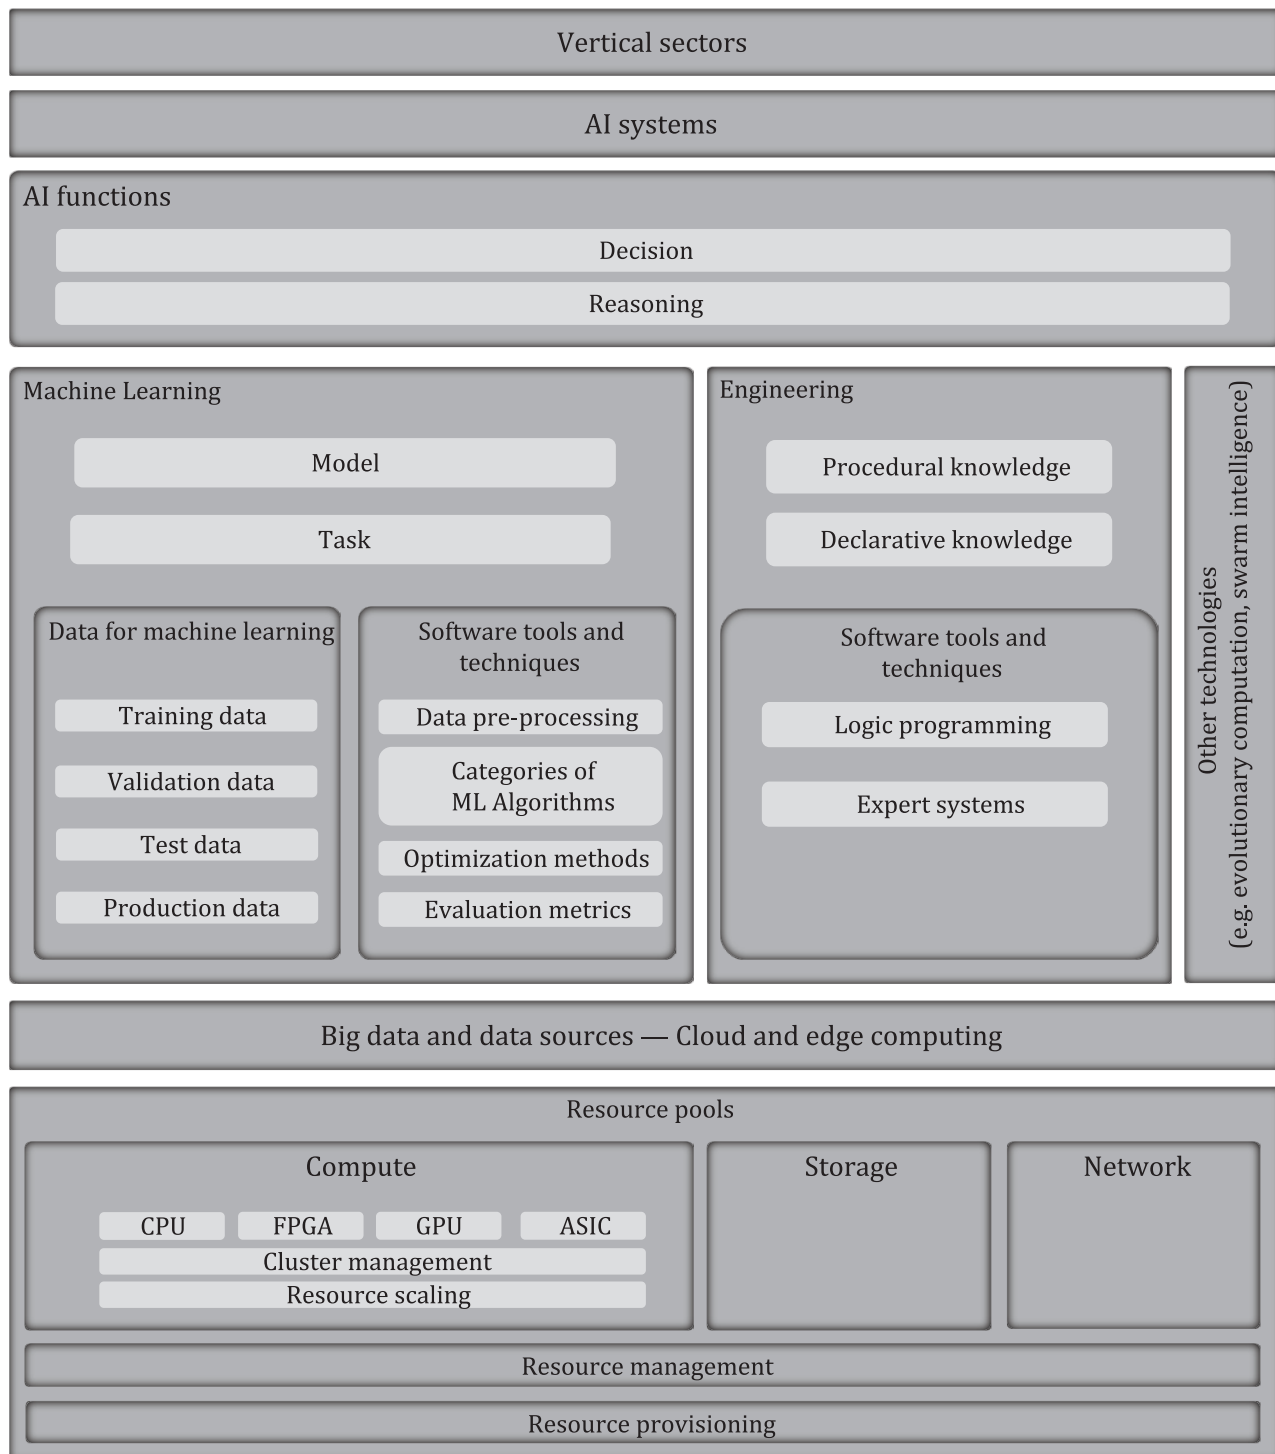 Vertical sectors
AI systems
AI functions
Decision
Reasoning
Machine Learning
Model
Task
Data for machine learning
Training data
Validation data
Test data
Production data
Software tools and
techniques
Data pre-processing
Categories of
ML Algorithms
Optimization methods
Evaluation metrics
Engineering
Procedural knowledge
Declarative knowledge
Software tools and
techniques
Logic programming
Expert systems
Other technologies
(e.g. evolutionary computation, swarm intelligence)
Big data and data sources — Cloud and edge computing
Resource pools
Compute
CPU
FPGA
GPU
ASIC
Cluster management
Resource scaling
Storage
Network
Resource management
Resource provisioning